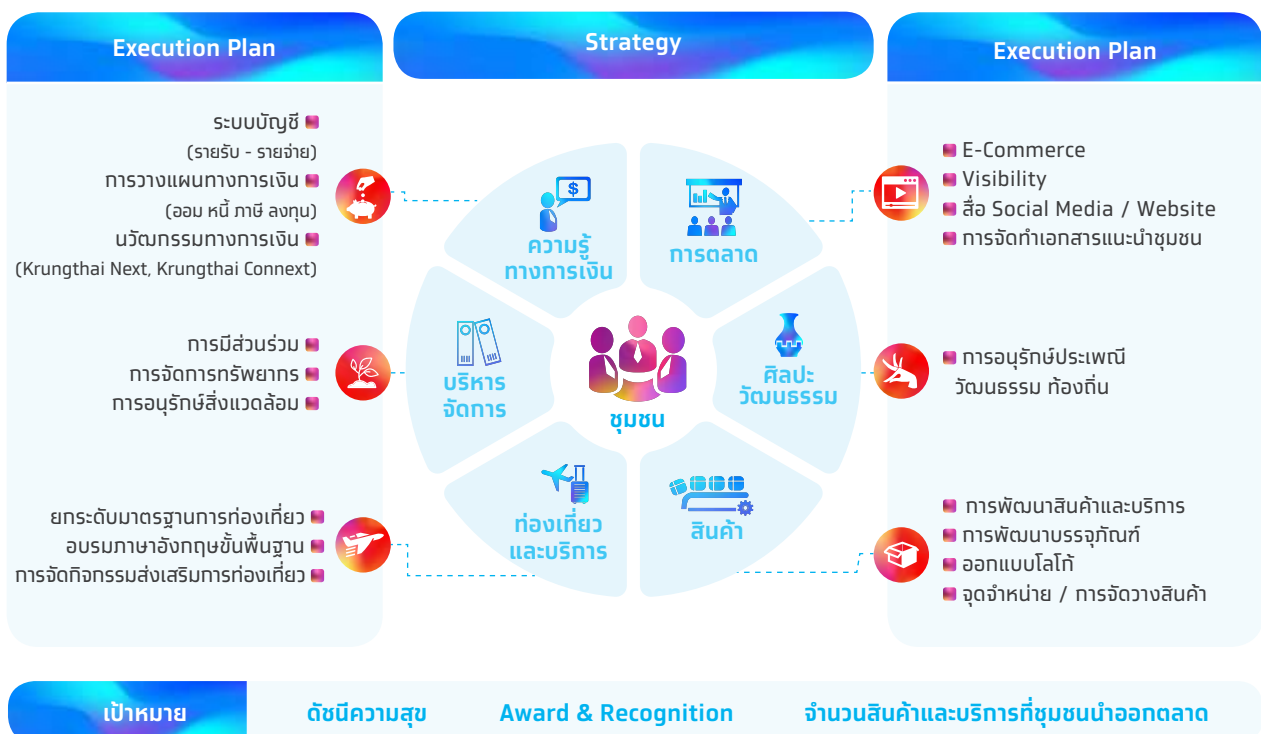 Execution Plan
ระบบบัญชี
(รายรับ - รายจ่าย)
การวางแผนทางการเงิน
(ออม หนี้ ภาษี ลงทุน)
นวัตกรรมทางการเงิน
(Krungthai Next, Krungthai Connext)
การมีส่วนร่วม
การจัดการทรัพยากร
การอนุรักษ์สิ่งแวดล้อม
ยกระดับมาตรฐานการท่องเที่ยว
อบรมภาษาอังกฤษขั้นพื้นฐาน
การจัดกิจกรรมส่งเสริมการท่องเที่ยว
Strategy
$
ความรู้
ทางการเงิน
การตลาด
บริหาร
จัดการ
ชุมชน
ศิลปะ
วัฒนธรรม
ท่องเที่ยว
และบริการ
สินค้า
Execution Plan
E-Commerce
Visibility
สื่อ Social Media / Website
การจัดทำเอกสารแนะนำชุมชน
การอนุรักษ์ประเพณี
วัฒนธรรม ท้องถิ่น
การพัฒนาสินค้าและบริการ
การพัฒนาบรรจุภัณฑ์
ออกแบบโลโก้
จุดจำหน่าย / การจัดวางสินค้า
เป้าหมาย
ดัชนีความสุข
Award & Recognition
จำนวนสินค้าและบริการที่ชุมชนนำออกตลาด